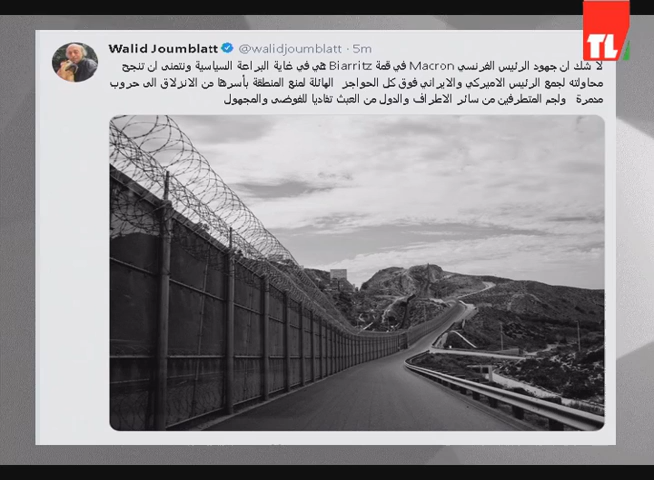 TL
Walid Joumblatt @walidjoumblatt · 5m
لا شك ان جهود الرئيس الفرنسي Macron في قمة Biarritz هي في غاية البراعة السياسية ونتمنى ان تنجح
محاولته لجمع الرئيس الاميركي والايراني فوق كل الحواجز الهائلة لمنع المنطقة بأسرها من الانزلاق الى حروب
مدمرة ولجم المتطرفين من سائر الاطراف والدول من العبث تفاديا للفوضى والمجهول